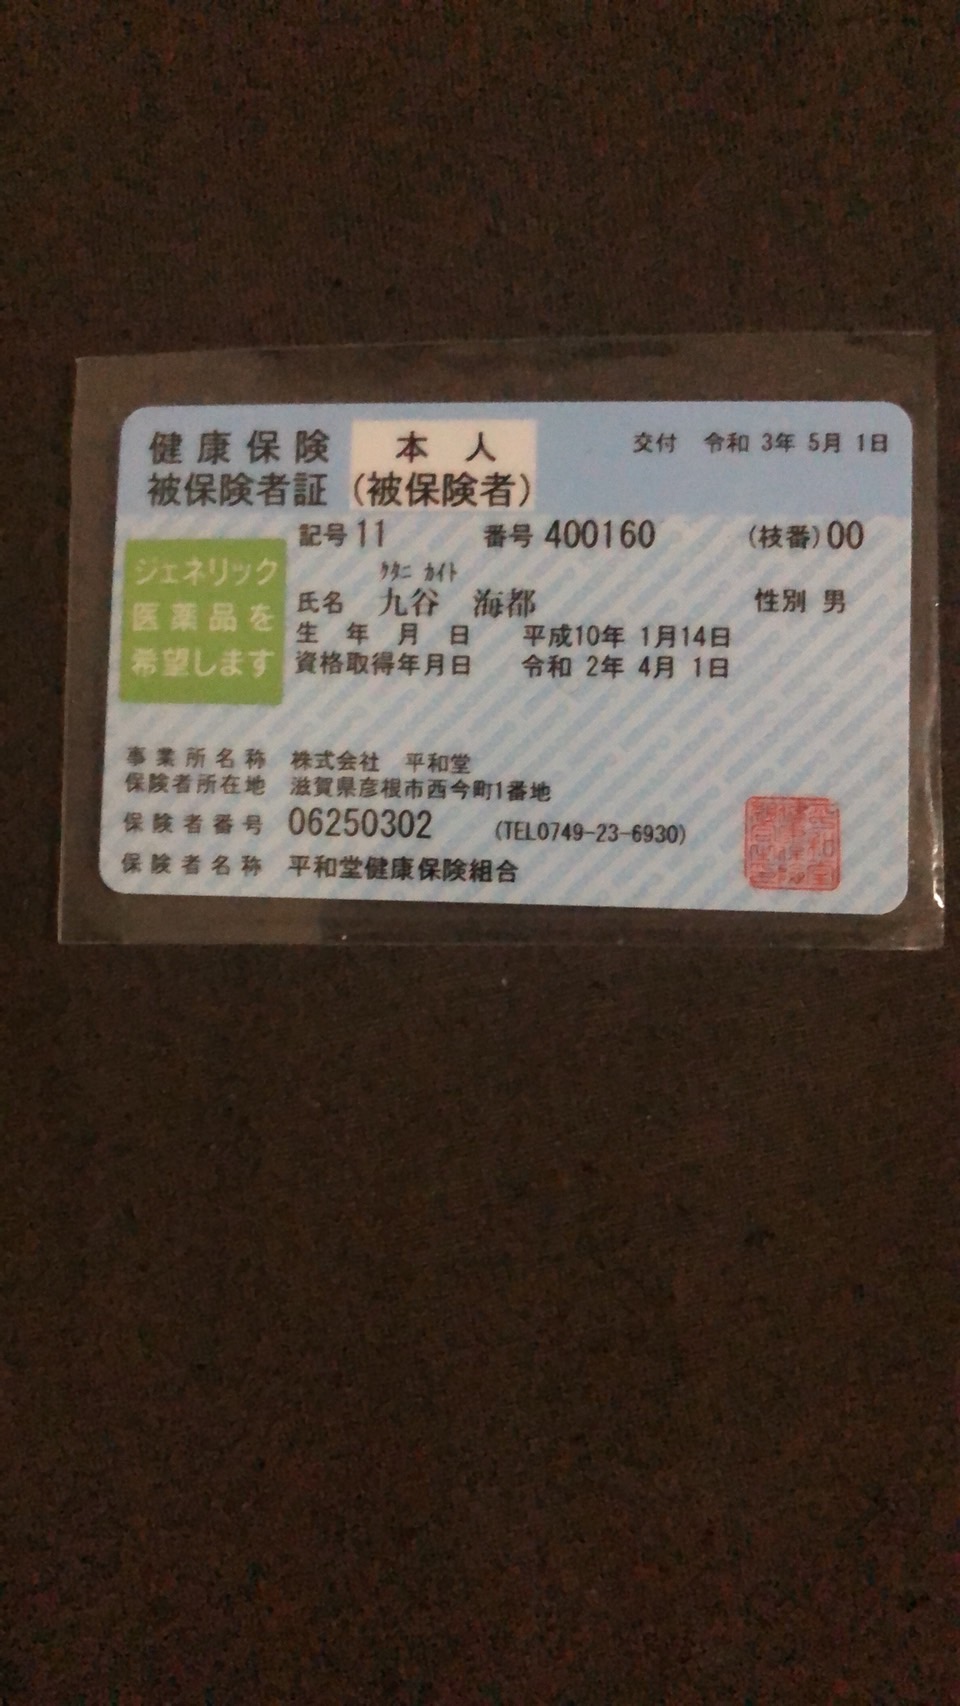 健康保険 本人 交付 令和 3年 5月 1日
被保険者証 (被保険者)
記号 11 番号 400160 (枝番) 00
ジェネリック
医薬品を
希望します
クタニ カイト
氏名 九谷 海都 性別 男
生年月日 平成10年 1月14日
資格取得年月日 令和 2年 4月 1日
事業所名称 株式会社 平和堂
保険者所在地 滋賀県彦根市西今町1番地
保険者番号 06250302 (TEL0749-23-6930)
保険者名称 平和堂健康保険組合